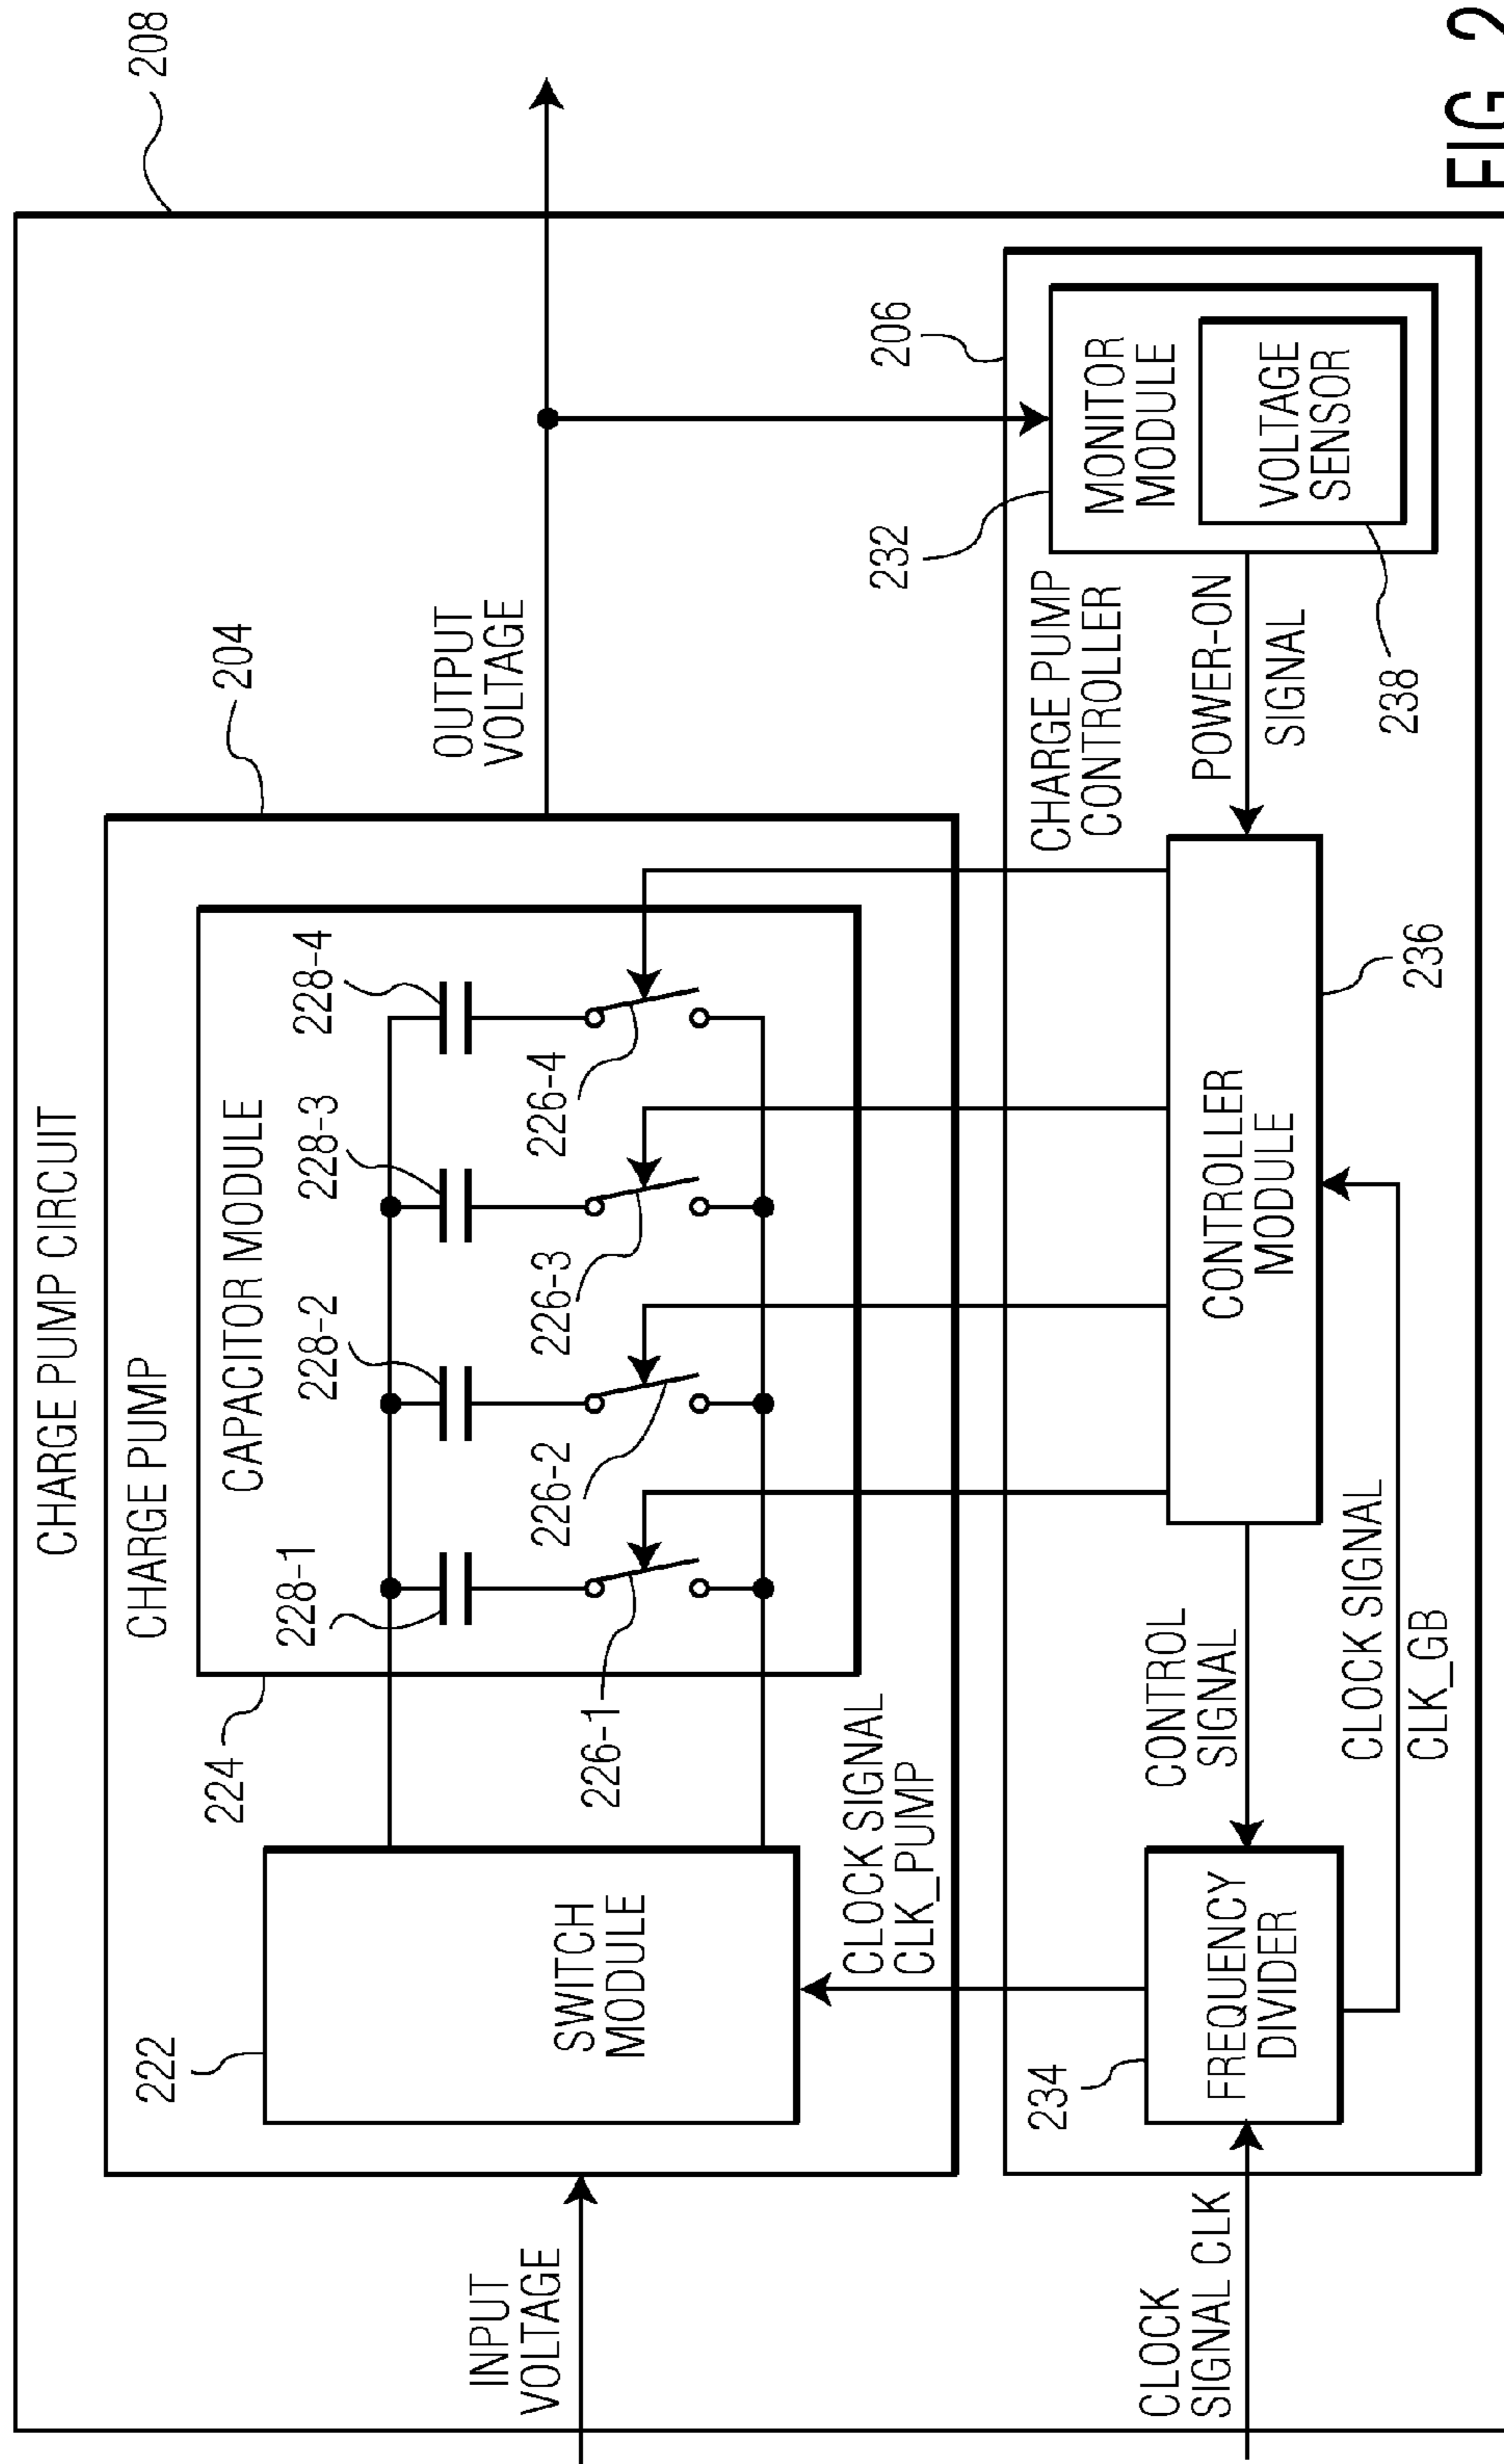 CHARGE PUMP CIRCUIT
208
CHARGE PUMP
204
222
224
CAPACITOR MODULE
228-1
228-2
228-3
228-4
226-1
226-2
226-3
226-4
SWITCH
MODULE
INPUT
VOLTAGE
OUTPUT
VOLTAGE
CLOCK SIGNAL
CLK_PUMP
206
232
CHARGE PUMP
CONTROLLER
MONITOR
MODULE
VOLTAGE
SENSOR
238
POWER-ON
SIGNAL
CONTROLLER
MODULE
236
CONTROL
SIGNAL
234
FREQUENCY
DIVIDER
CLOCK
SIGNAL CLK
CLOCK SIGNAL
CLK_GB
FIG. 2